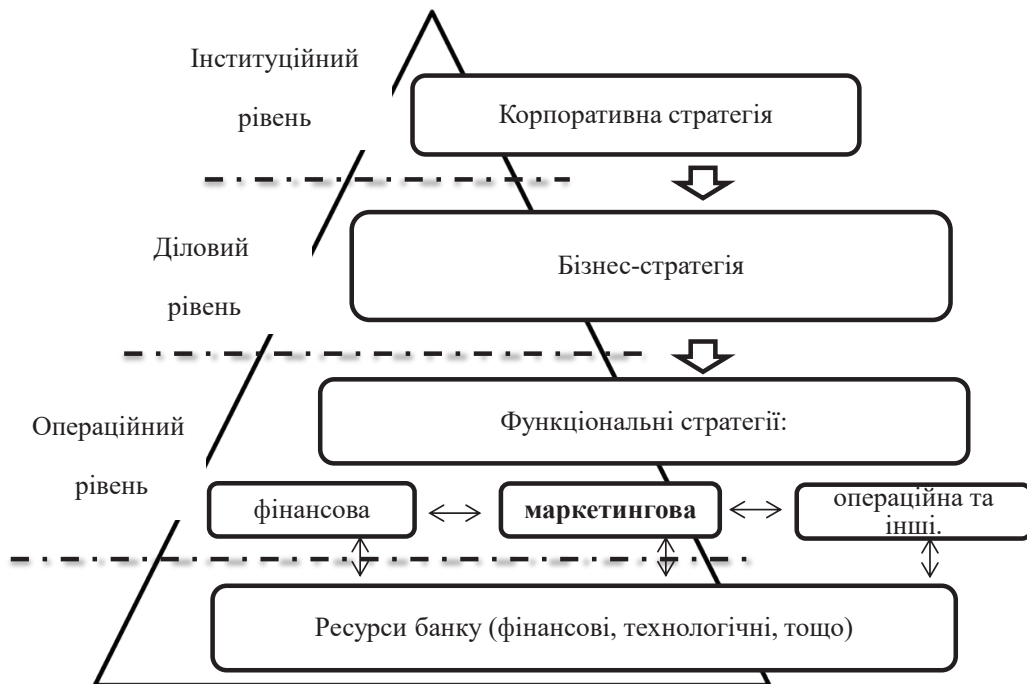 Інституційний
рівень
Корпоративна стратегія
Діловий
рівень
Бізнес-стратегія
Операційний
рівень
Функціональні стратегії:
фінансова
маркетингова
операційна та
інші.
Ресурси банку (фінансові, технологічні, тощо)